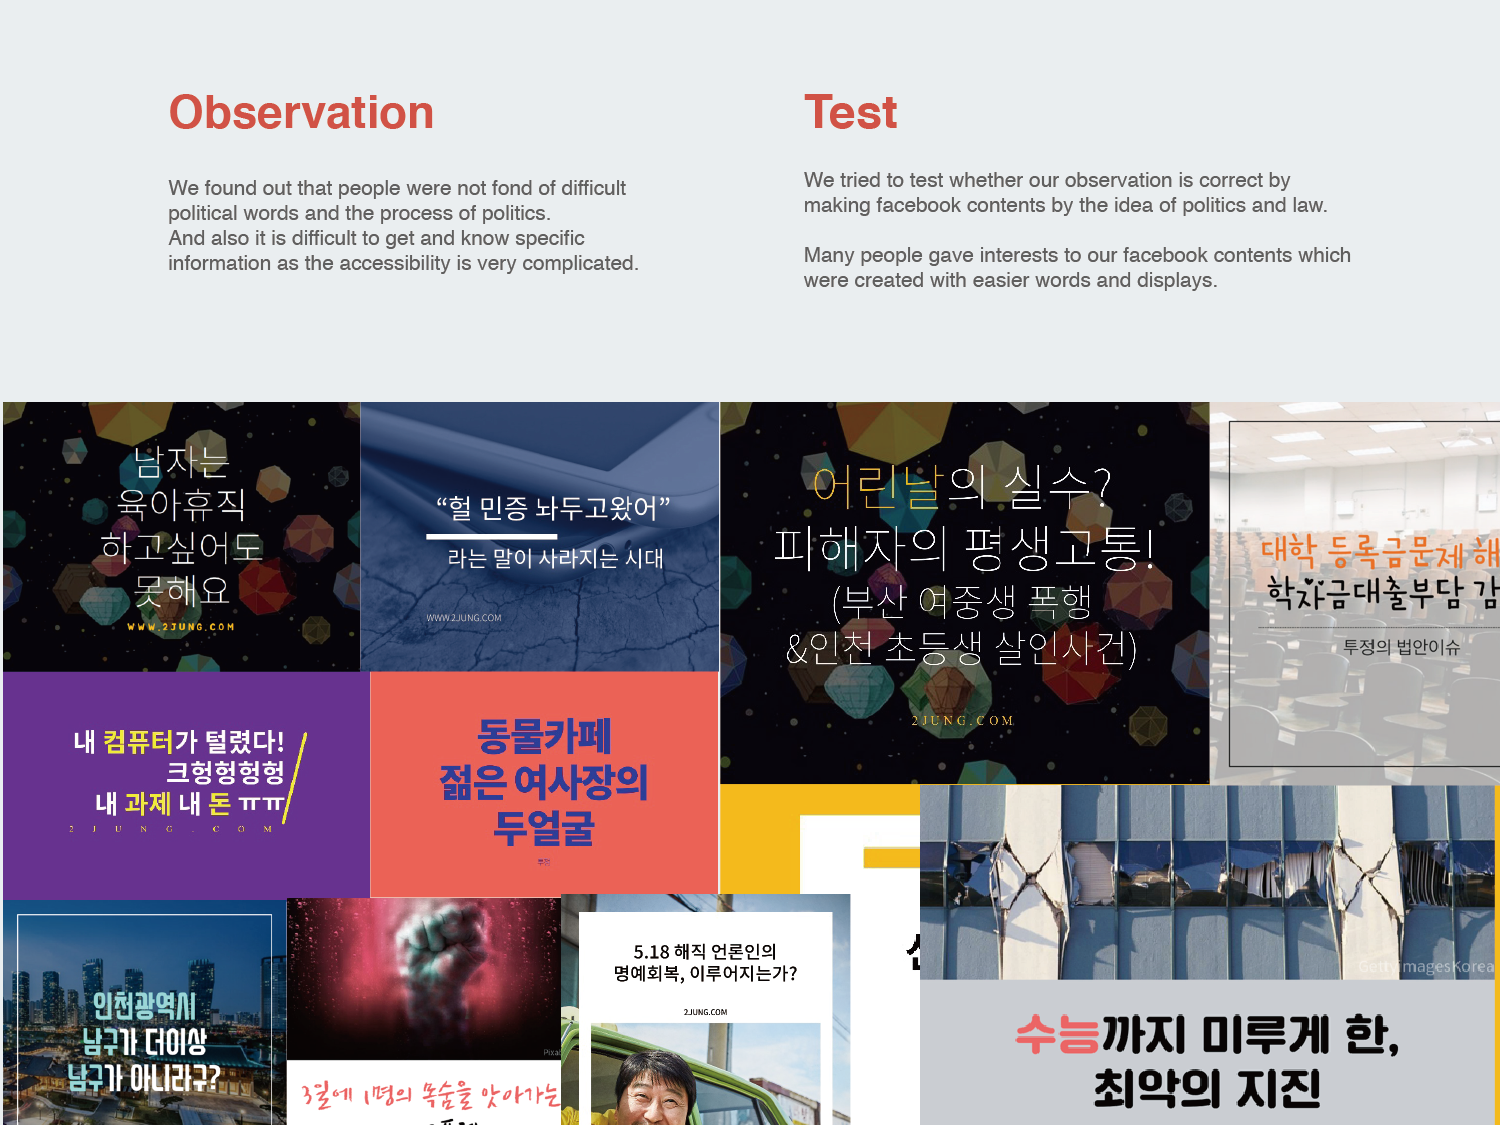 Observation
We found out that people were not fond of difficult
political words and the process of politics.
And also it is difficult to get and know specific
information as the accessibility is very complicated.
Test
We tried to test whether our observation is correct by
making facebook contents by the idea of politics and law.
Many people gave interests to our facebook contents which
were created with easier words and displays.
남자는
육아휴직
하고싶어도
못해요
WWW.2JUNG.COM
“헐 민증 놔두고왔어”
라는 말이 사라지는 시대
WWW.2JUNG.COM
어린날의 실수?
피해자의 평생고통!
(부산 여중생 폭행
&인천 초등생 살인사건)
2JUNG.COM
대학 등록금문제 해
학자금대출부담 감
투정의 법안이슈
내 컴퓨터가 털렸다!
크헝헝헝헝
내 과제 내 돈 ㅠㅠ
2JUNG.COM
동물카페
젊은 여사장의
두얼굴
투정
인천광역시
남구가 더이상
남구가 아니라구?
Pixa
3일에 1명의 목숨을 앗아가는
5.18 해직 언론인의
명예회복, 이루어지는가?
2JUNG.COM
GettyImagesKorea
수능까지 미루게 한,
최악의 지진